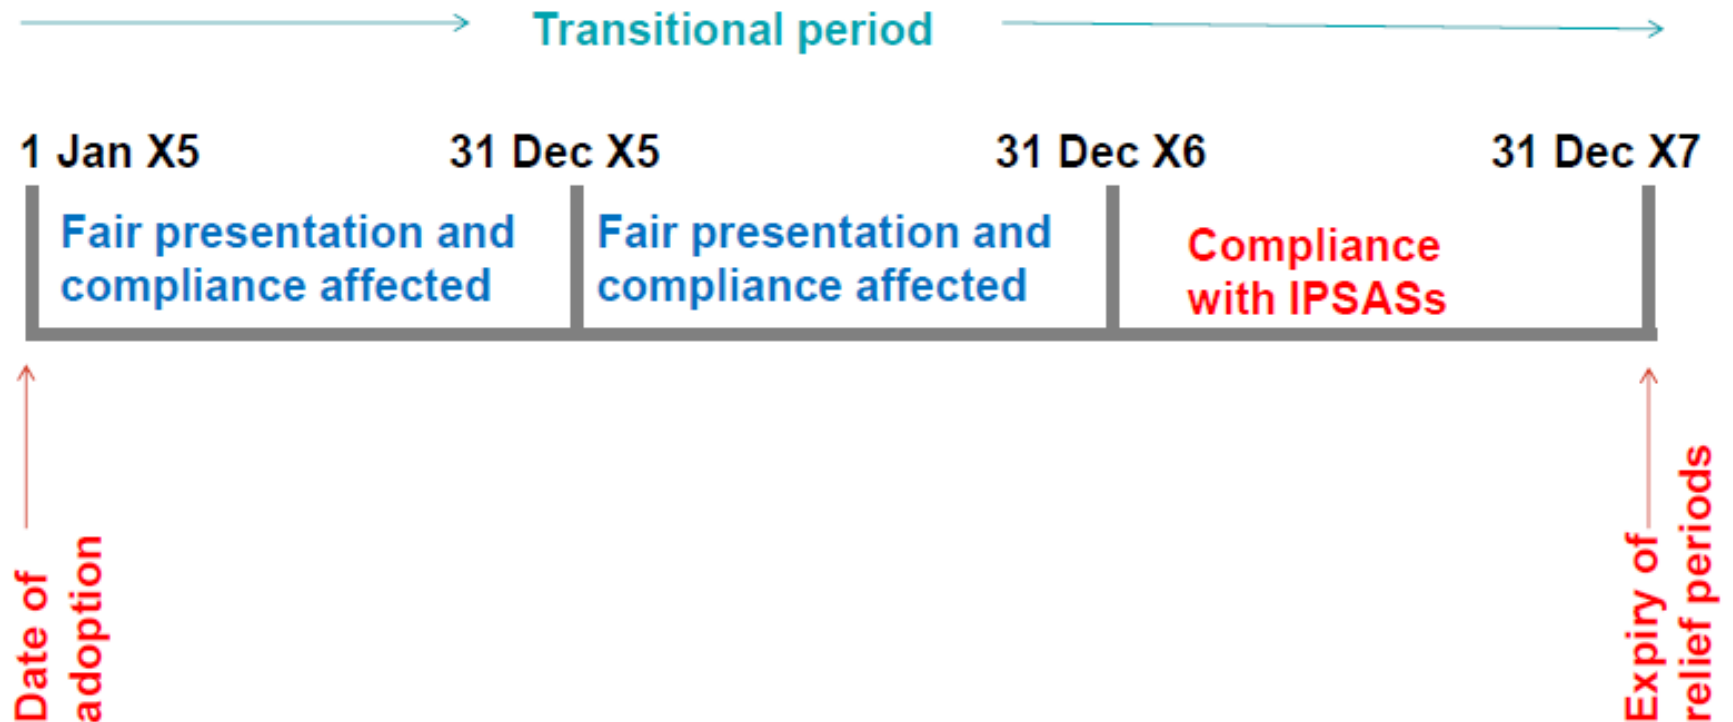 Transitional period
1 Jan X5
31 Dec X5
31 Dec X6
31 Dec X7
Fair presentation and
compliance affected
Fair presentation and
compliance affected
Compliance
with IPSASs
Date of
adoption
Expiry of
relief periods